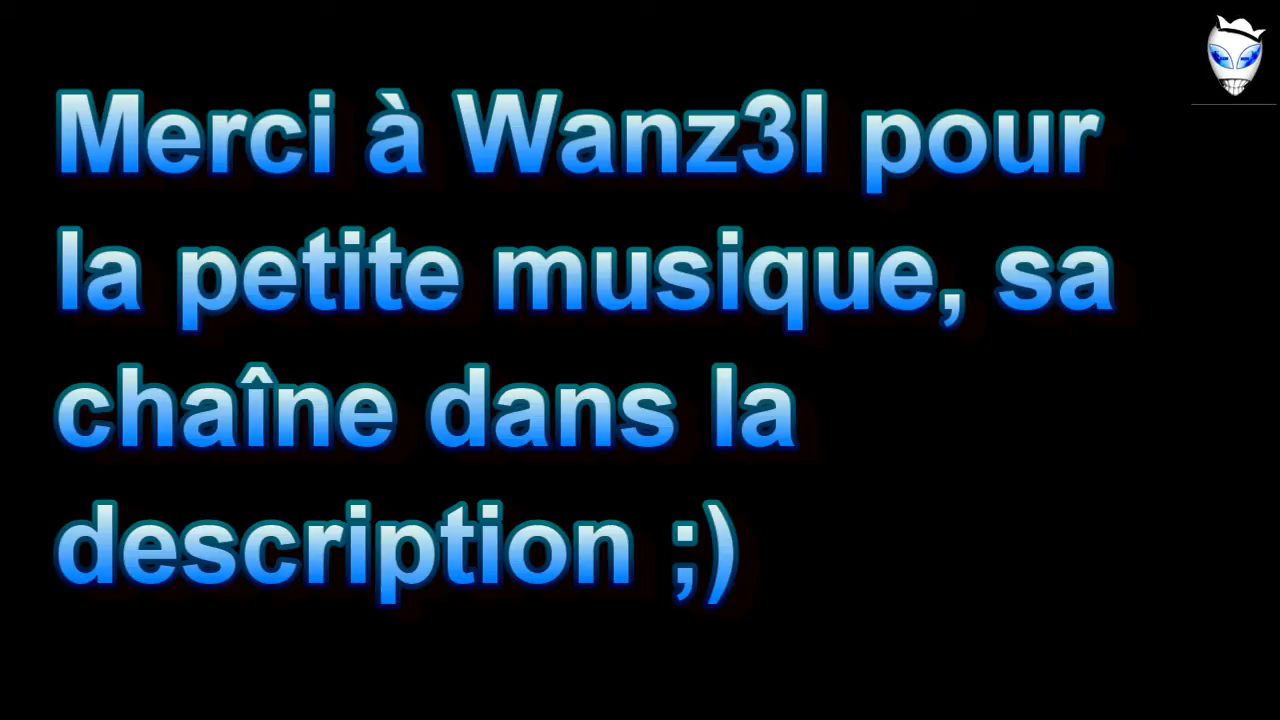 Merci à Wanz3l pour
la petite musique, sa
chaîne dans la
description ;)